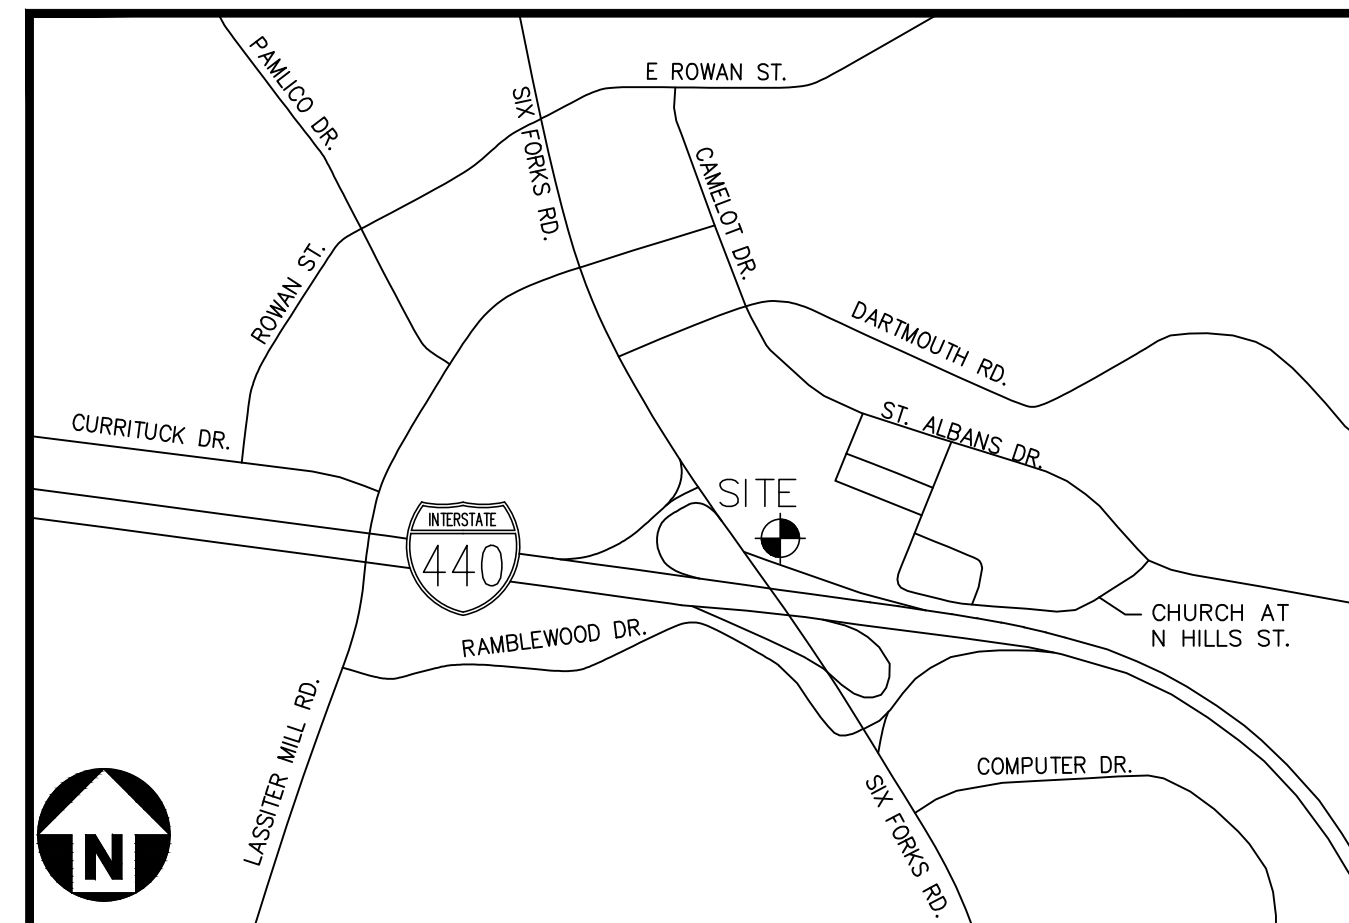 PAMLICO DR.
E ROWAN ST.
SIX FORKS RD.
CAMELOT DR.
ROWAN ST.
DARTMOUTH RD.
CURRITUCK DR.
ST. ALBANS DR.
SITE
INTERSTATE
440
CHURCH AT
N HILLS ST.
RAMBLEWOOD DR.
LASSITER MILL RD.
COMPUTER DR.
SIX FORKS RD.
N